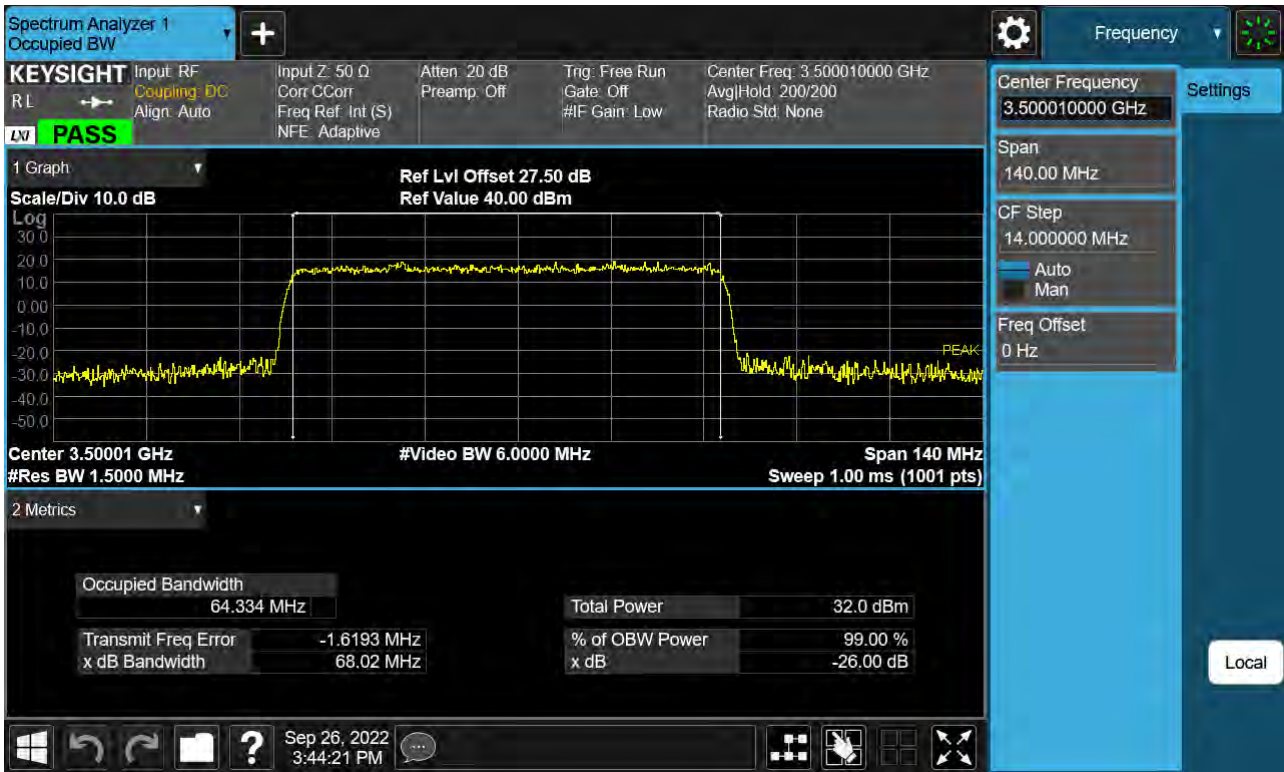 Spectrum Analyzer 1
Occupied BW
+
Frequency
KEYSIGHT
RL
LXI
PASS
Input: RF
Coupling: DC
Align: Auto
Input Z: 50 Ω
Corr CCorr
Freq Ref: Int (S)
NFE: Adaptive
Atten: 20 dB
Preamp: Off
Trig: Free Run
Gate: Off
#IF Gain: Low
Center Freq: 3.500010000 GHz
Avg|Hold: 200/200
Radio Std: None
Center Frequency
3.500010000 GHz
Settings
Span
140.00 MHz
CF Step
14.000000 MHz
Auto
Man
Freq Offset
0 Hz
Local
1 Graph
Scale/Div 10.0 dB
Ref Lvl Offset 27.50 dB
Ref Value 40.00 dBm
Log
30.0
20.0
10.0
0.00
-10.0
-20.0
-30.0
-40.0
-50.0
PEAK
Center 3.50001 GHz
#Video BW 6.0000 MHz
Span 140 MHz
#Res BW 1.5000 MHz
Sweep 1.00 ms (1001 pts)
2 Metrics
Occupied Bandwidth
64.334 MHz
Total Power 32.0 dBm
Transmit Freq Error -1.6193 MHz
% of OBW Power 99.00 %
x dB Bandwidth 68.02 MHz
x dB -26.00 dB
?
Sep 26, 2022
3:44:21 PM